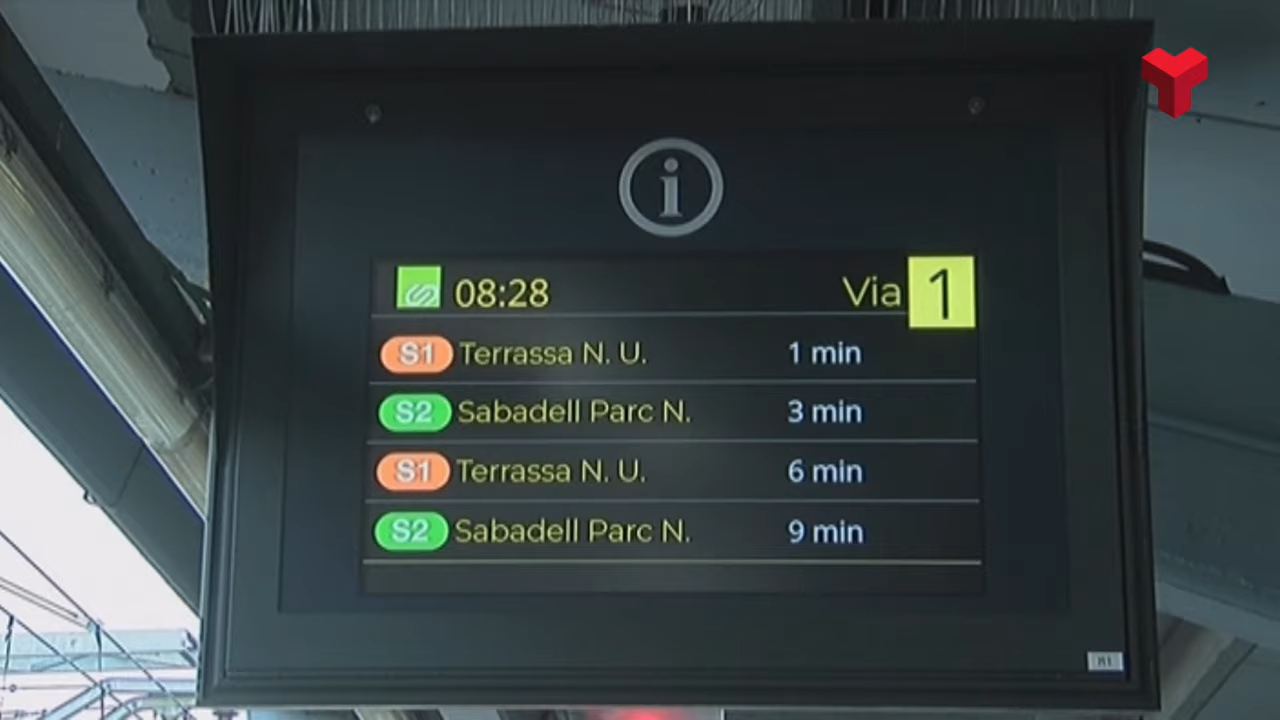 i
08:28 Via 1
S1 Terrassa N. U. 1 min
S2 Sabadell Parc N. 3 min
S1 Terrassa N. U. 6 min
S2 Sabadell Parc N. 9 min